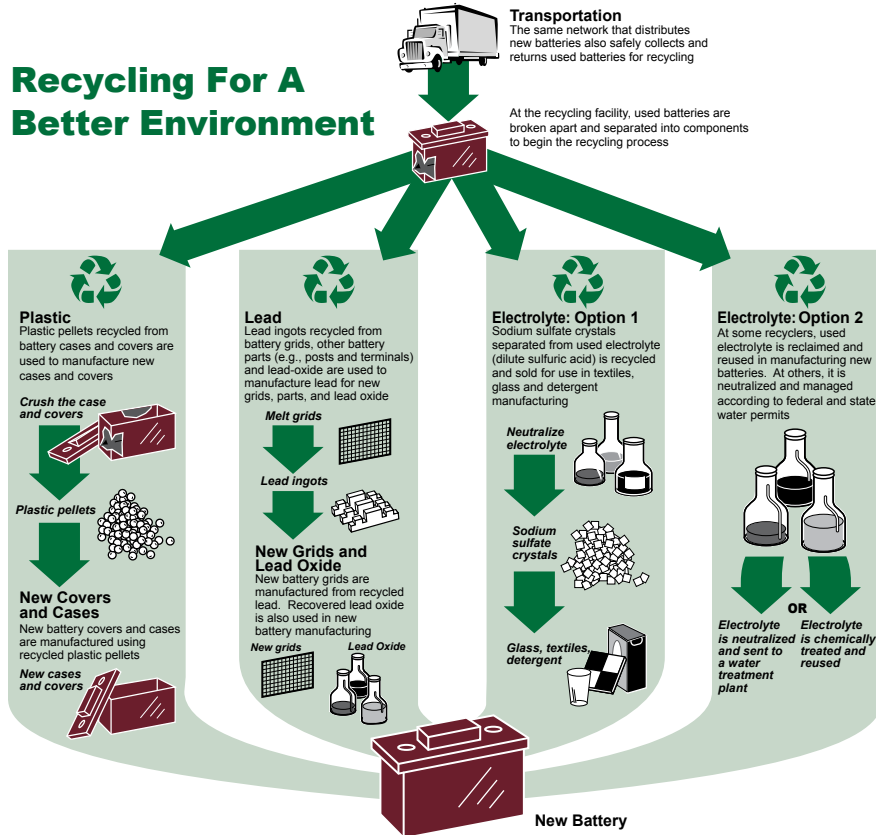 Transportation
The same network that distributes
new batteries also safely collects and
returns used batteries for recycling
Recycling For A
Better Environment
At the recycling facility, used batteries are
broken apart and separated into components
to begin the recycling process
Plastic
Plastic pellets recycled from
battery cases and covers are
used to manufacture new
cases and covers
Crush the case
and covers
Plastic pellets
New Covers
and Cases
New battery covers and cases
are manufactured using
recycled plastic pellets
New cases
and covers
Lead
Lead ingots recycled from
battery grids, other battery
parts (e.g., posts and terminals)
and lead-oxide are used to
manufacture lead for new
grids, parts, and lead oxide
Melt grids
Lead ingots
New Grids and
Lead Oxide
New battery grids are
manufactured from recycled
lead. Recovered lead oxide
is also used in new
battery manufacturing
New grids
Lead Oxide
Electrolyte: Option 1
Sodium sulfate crystals
separated from used electrolyte
(dilute sulfuric acid) is recycled
and sold for use in textiles,
glass and detergent
manufacturing
Neutralize
electrolyte
Sodium
sulfate
crystals
Glass, textiles,
detergent
Electrolyte: Option 2
At some recyclers, used
electrolyte is reclaimed and
reused in manufacturing new
batteries. At others, it is
neutralized and managed
according to federal and state
water permits
Electrolyte
is neutralized
and sent to
a water
treatment
plant
OR
Electrolyte
is chemically
treated and
reused
New Battery